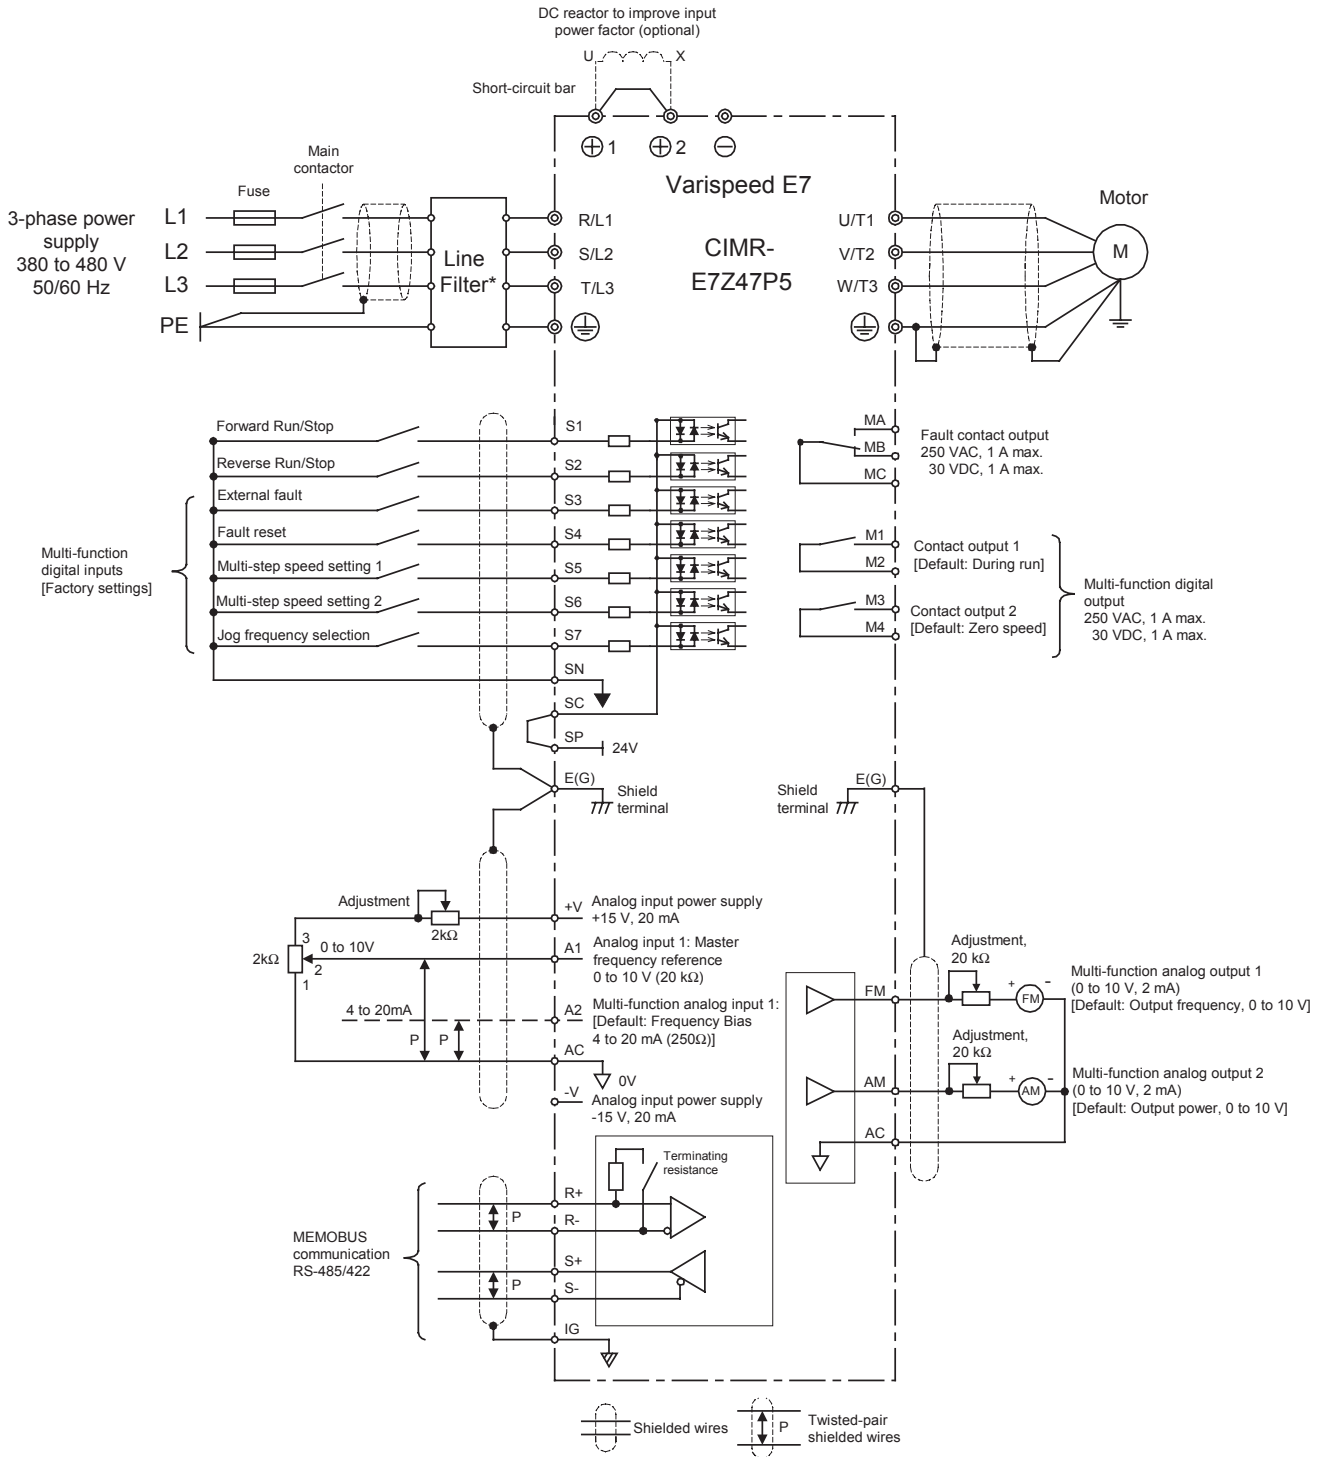 DC reactor to improve input
power factor (optional)
U
X
Short-circuit bar
1
2
Varispeed E7
CIMR-
E7Z47P5
Main
contactor
Fuse
3-phase power
supply
380 to 480 V
50/60 Hz
L1
L2
L3
PE
Line
Filter*
R/L1
S/L2
T/L3
U/T1
V/T2
W/T3
Motor
M
Forward Run/Stop
Reverse Run/Stop
External fault
Fault reset
Multi-step speed setting 1
Multi-step speed setting 2
Jog frequency selection
Multi-function
digital inputs
[Factory settings]
S1
S2
S3
S4
S5
S6
S7
SN
SC
SP
24V
E(G)
Shield
terminal
MA
MB
MC
Fault contact output
250 VAC, 1 A max.
30 VDC, 1 A max.
M1
M2
Contact output 1
[Default: During run]
M3
M4
Contact output 2
[Default: Zero speed]
Multi-function digital
output
250 VAC, 1 A max.
30 VDC, 1 A max.
Shield
terminal
E(G)
Adjustment
2kΩ
2kΩ
3
2
1
0 to 10V
4 to 20mA
P
P
+V
Analog input power supply
+15 V, 20 mA
A1
Analog input 1: Master
frequency reference
0 to 10 V (20 kΩ)
A2
Multi-function analog input 1:
[Default: Frequency Bias
4 to 20 mA (250Ω)]
AC
0V
-V
Analog input power supply
-15 V, 20 mA
FM
Adjustment,
20 kΩ
+
FM
-
Multi-function analog output 1
(0 to 10 V, 2 mA)
[Default: Output frequency, 0 to 10 V]
AM
Adjustment,
20 kΩ
+
AM
-
Multi-function analog output 2
(0 to 10 V, 2 mA)
[Default: Output power, 0 to 10 V]
AC
MEMOBUS
communication
RS-485/422
P
P
R+
R-
S+
S-
IG
Terminating
resistance
Shielded wires
P
Twisted-pair
shielded wires